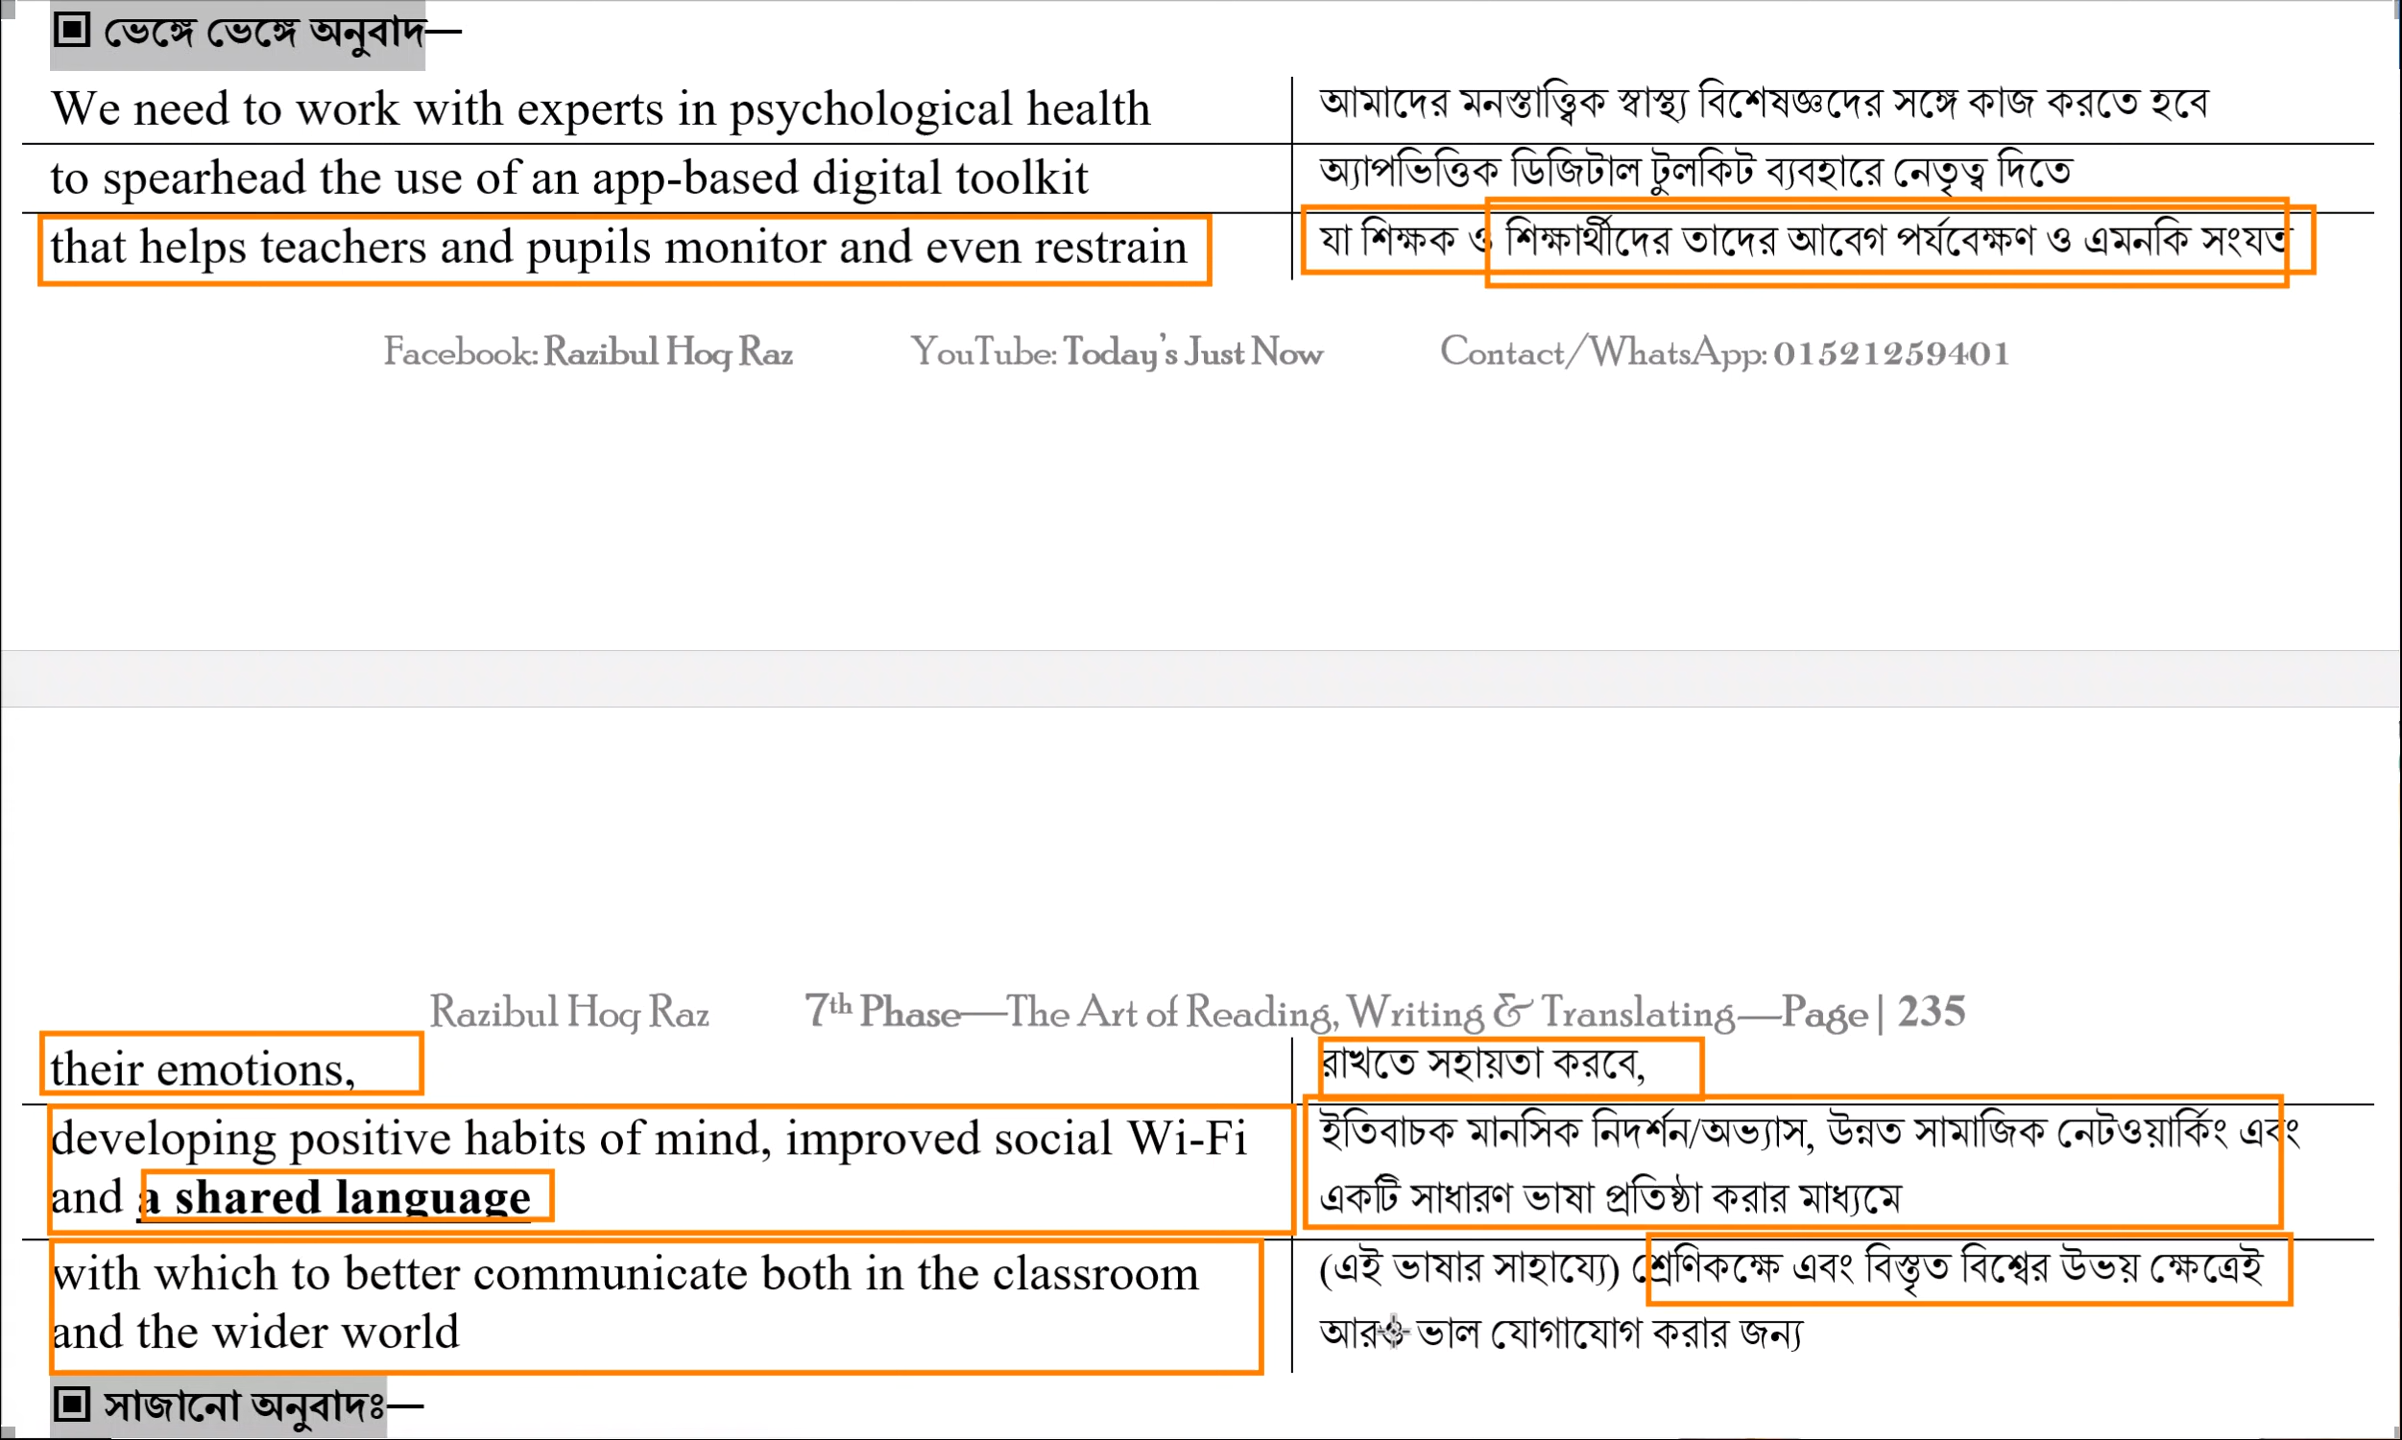 ▣ ভেঙ্গে ভেঙ্গে অনুবাদ—
We need to work with experts in psychological health
আমাদের মনস্তাত্ত্বিক স্বাস্থ্য বিশেষজ্ঞদের সঙ্গে কাজ করতে হবে
to spearhead the use of an app-based digital toolkit
অ্যাপভিত্তিক ডিজিটাল টুলকিট ব্যবহারে নেতৃত্ব দিতে
that helps teachers and pupils monitor and even restrain
যা শিক্ষক ও শিক্ষার্থীদের তাদের আবেগ পর্যবেক্ষণ ও এমনকি সংযত
Facebook: Razibul Hoq Raz YouTube: Today's Just Now Contact/WhatsApp: 01521259401
Razibul Hoq Raz 7th Phase—The Art of Reading, Writing & Translating—Page | 235
their emotions,
রাখতে সহায়তা করবে,
developing positive habits of mind, improved social Wi-Fi
and a shared language
ইতিবাচক মানসিক নিদর্শন/অভ্যাস, উন্নত সামাজিক নেটওয়ার্কিং এবং
একটি সাধারণ ভাষা প্রতিষ্ঠা করার মাধ্যমে
with which to better communicate both in the classroom
and the wider world
(এই ভাষার সাহায্যে) শ্রেণিকক্ষে এবং বিস্তৃত বিশ্বের উভয় ক্ষেত্রেই
আরও ভাল যোগাযোগ করার জন্য
▣ সাজানো অনুবাদঃ—